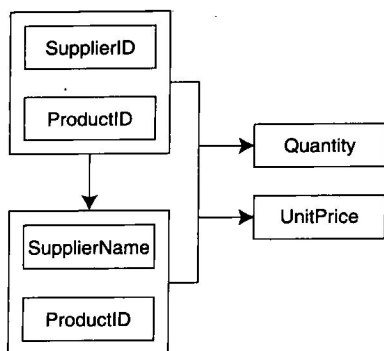 SupplierID
ProductID
Quantity
UnitPrice
SupplierName
ProductID